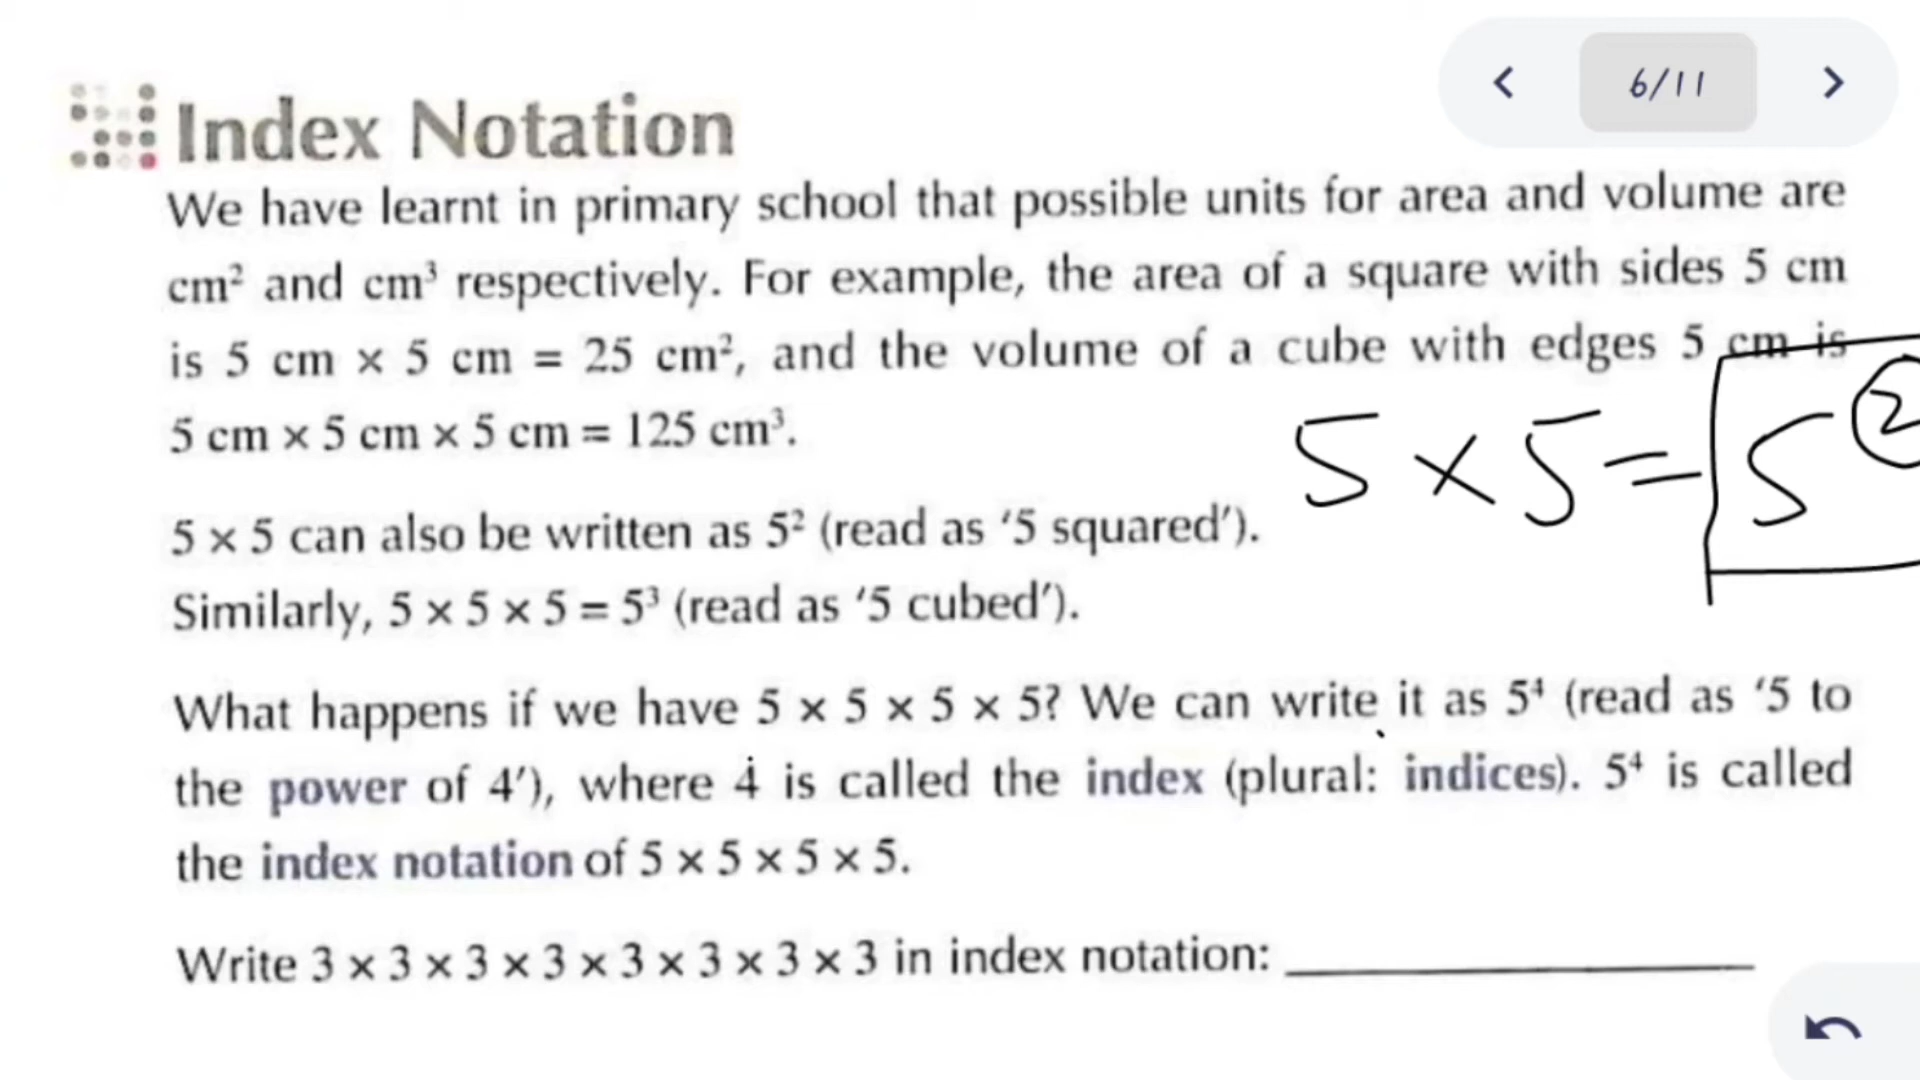 6/11
Index Notation
We have learnt in primary school that possible units for area and volume are
cm² and cm³ respectively. For example, the area of a square with sides 5 cm
is 5 cm × 5 cm = 25 cm², and the volume of a cube with edges 5 cm is
5 cm × 5 cm × 5 cm = 125 cm³.
5 × 5 = 5²
5 × 5 can also be written as 5² (read as ‘5 squared’).
Similarly, 5 × 5 × 5 = 5³ (read as ‘5 cubed’).
What happens if we have 5 × 5 × 5 × 5? We can write it as 5⁴ (read as ‘5 to
the power of 4’), where 4 is called the index (plural: indices). 5⁴ is called
the index notation of 5 × 5 × 5 × 5.
Write 3 × 3 × 3 × 3 × 3 × 3 × 3 × 3 in index notation: